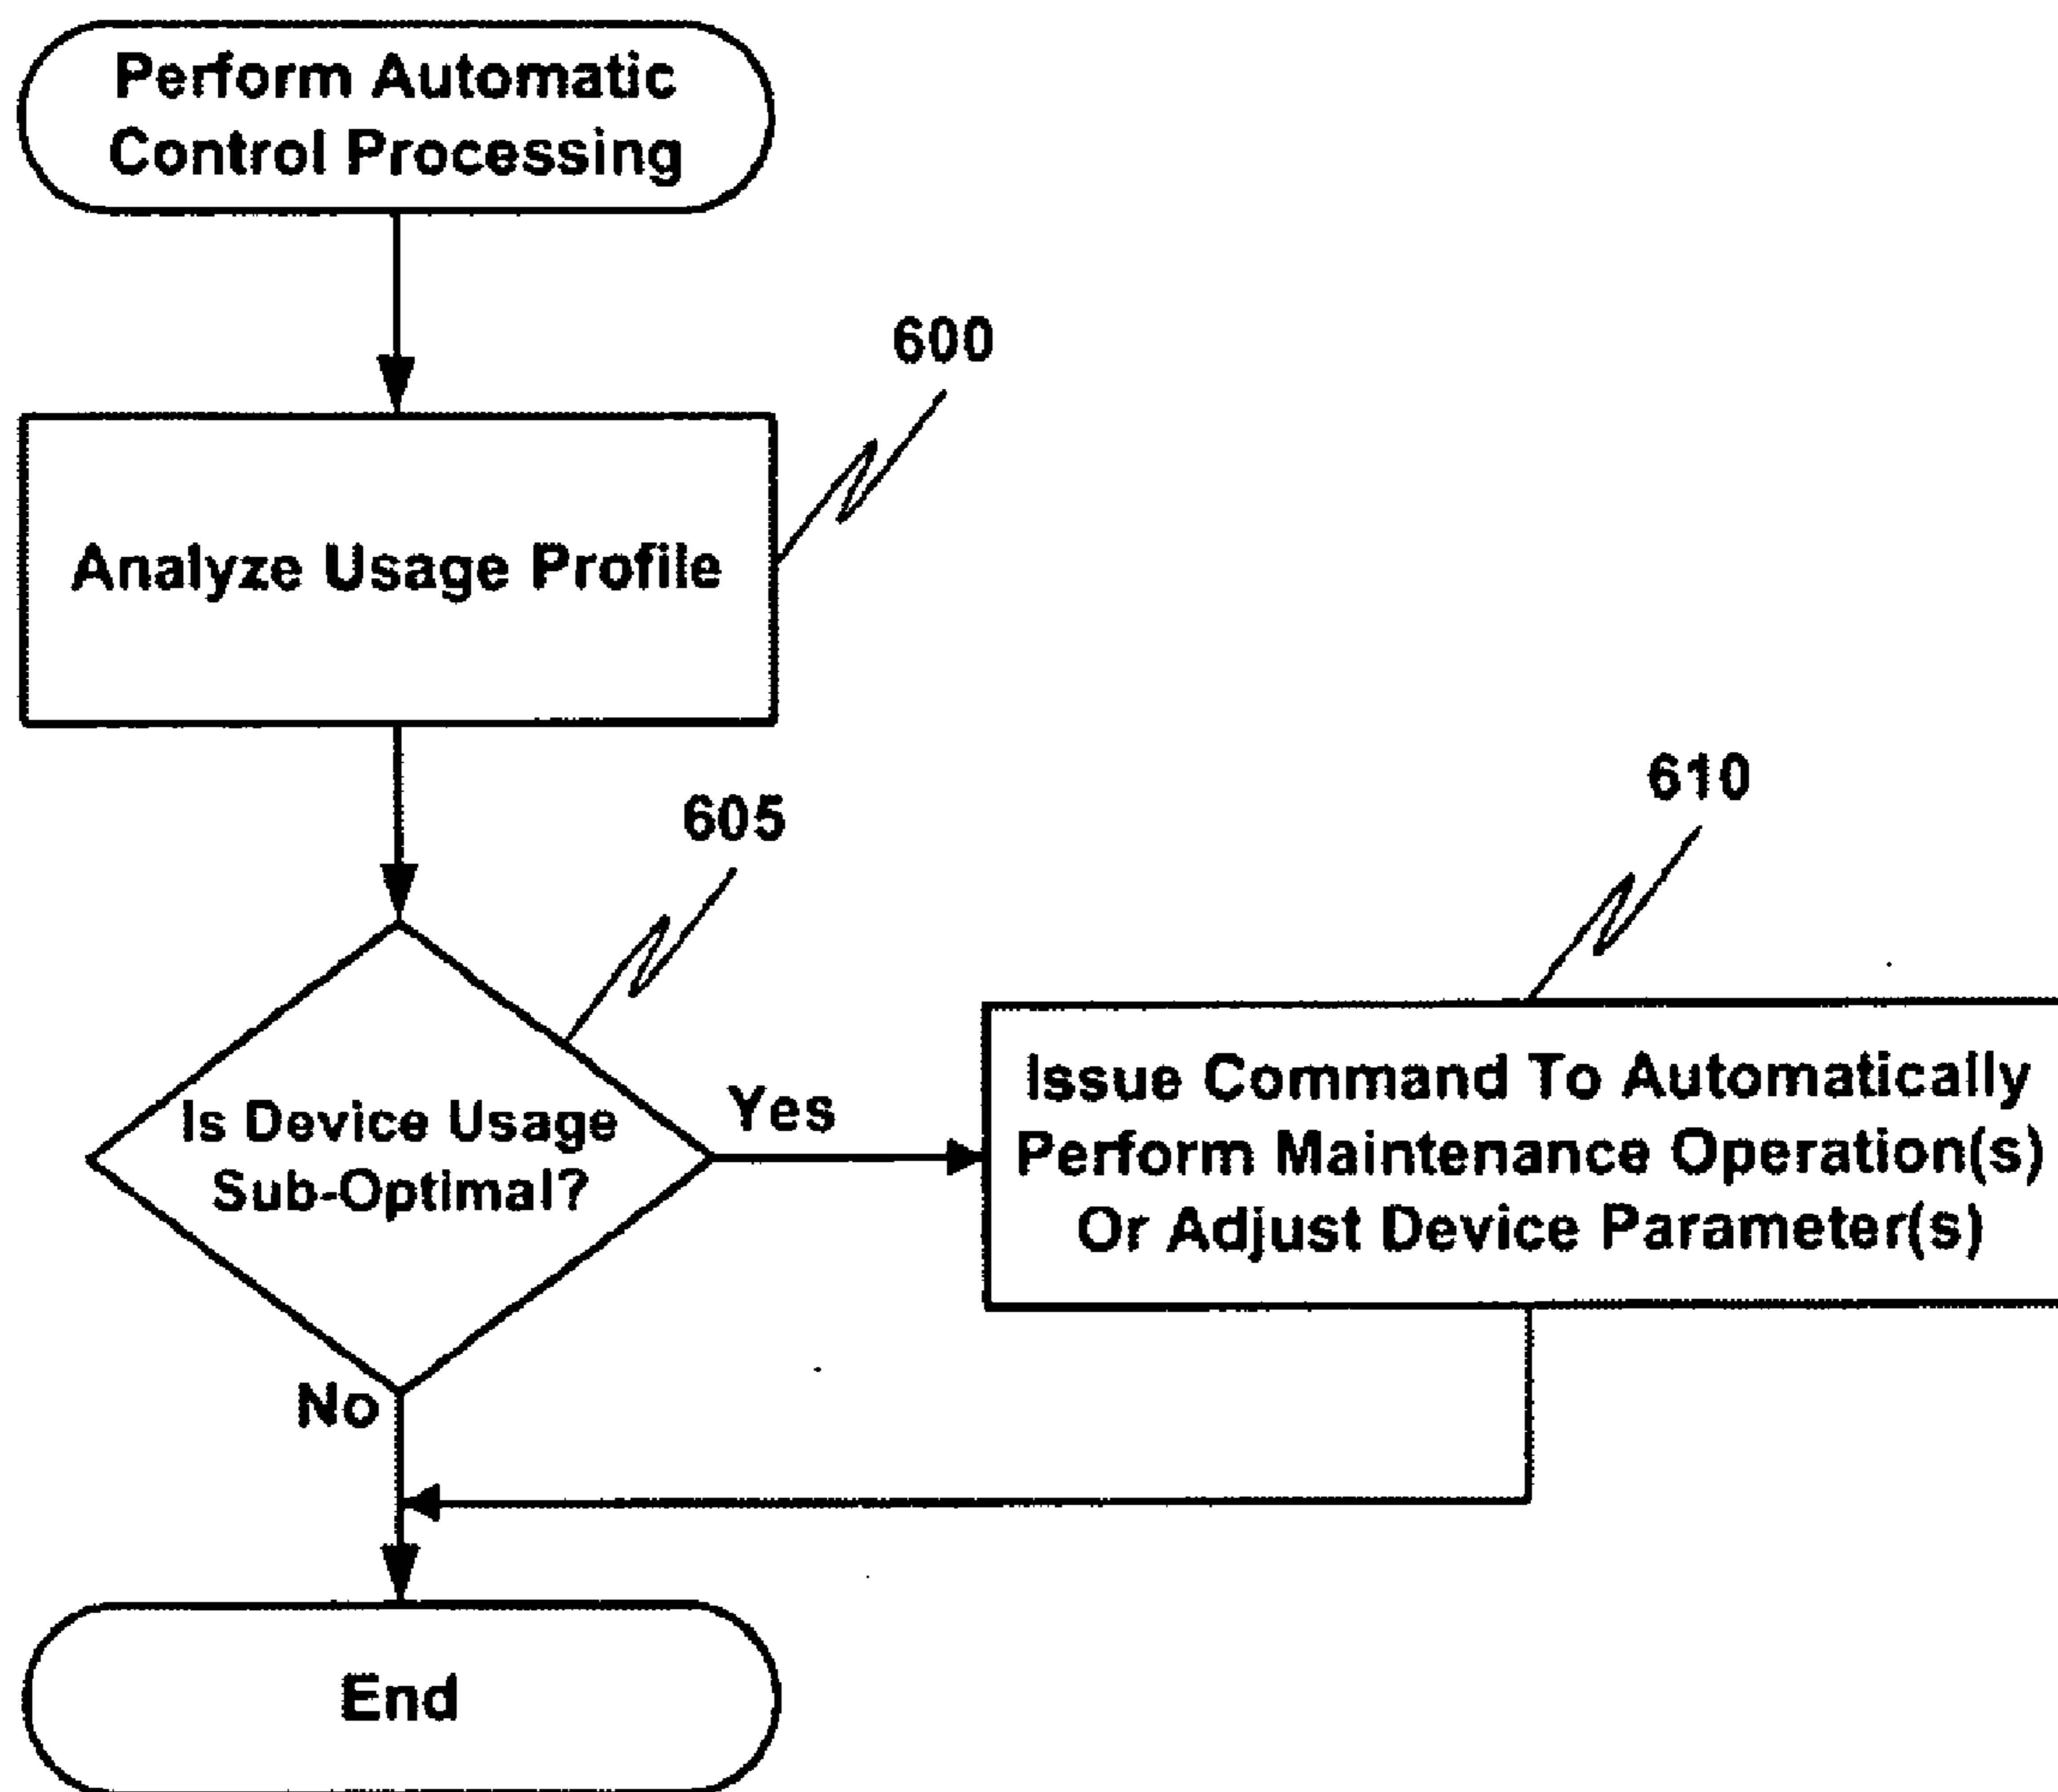 Perform Automatic
Control Processing
600
Analyze Usage Profile
605
610
Is Device Usage
Sub-Optimal?
Yes
Issue Command To Automatically
Perform Maintenance Operation(s)
Or Adjust Device Parameter(s)
No
End